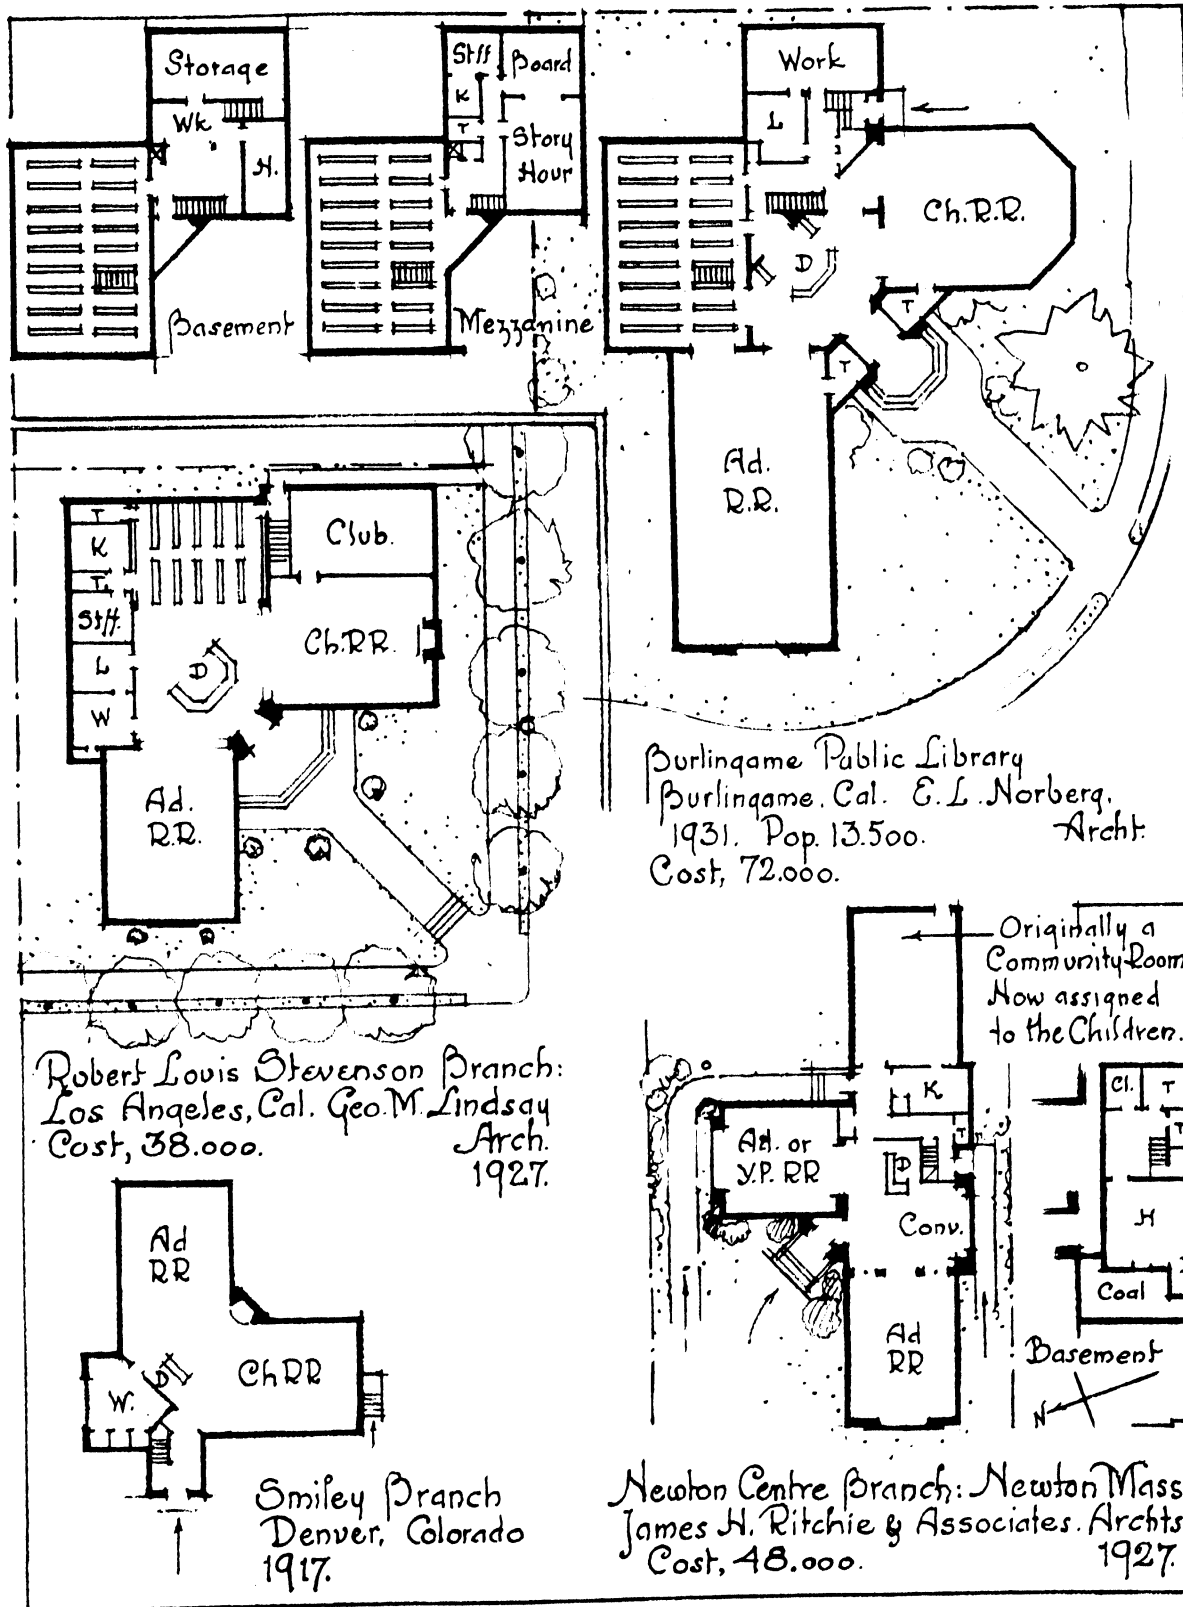 Storage
Wk
H.
Basement
Stff
Board
K
T
Story
Hour
Mezzanine
Work
L
Ch.R.R.
D
T
T
Ad.
R.R.
Burlingame Public Library
Burlingame. Cal. E. L. Norberg.
Archt.
1931. Pop. 13.500.
Cost, 72.000.
T
K
T
Stff.
L
W
Club.
Ch.RR.
D
Ad.
R.R.
Robert Louis Stevenson Branch:
Los Angeles, Cal. Geo. M. Lindsay
Arch.
Cost, 38.000.
1927.
Ad
RR
Ch RR
D
W.
Smiley Branch
Denver, Colorado
1917.
Originally a
Community Room
Now assigned
to the Children.
K
T
Ad. or
Y.P. RR
D
Conv.
Ad
RR
Cl.
T
T
H
Coal
Basement
N
Newton Centre Branch: Newton Mass
James H. Ritchie & Associates. Archts
Cost, 48.000.
1927.